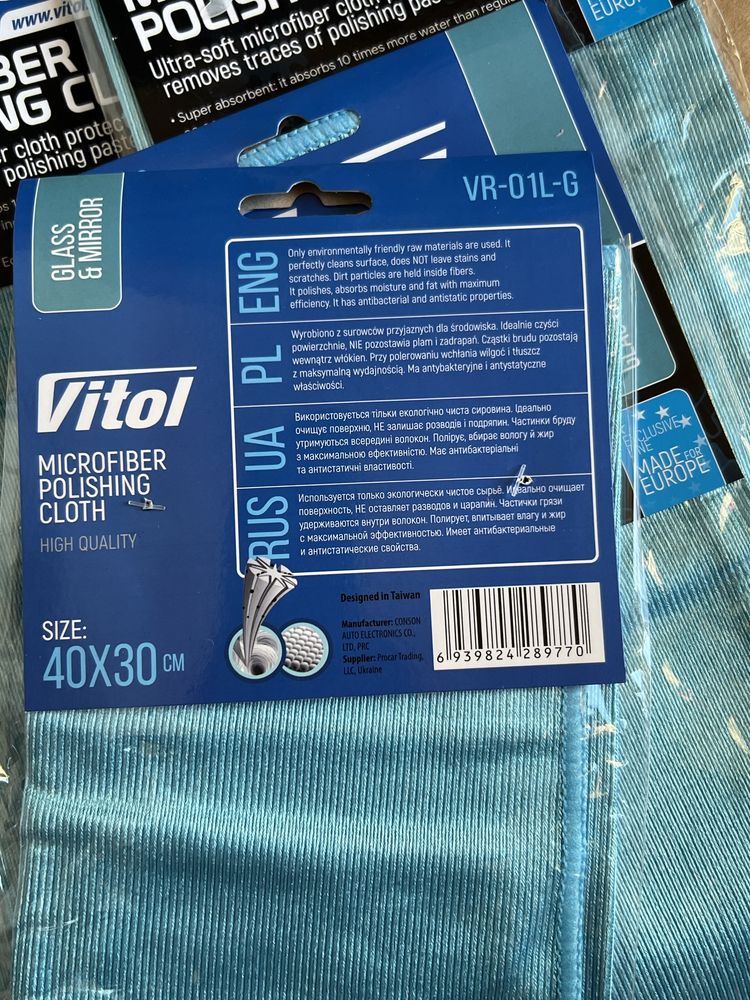 www.vitol
BER
NG CL
r cloth protec
polishing past
Ultra-soft microfiber cloth
removes traces of polishing
• Super absorbent: it absorbs 10 times more water than
EUROPE
VR-01L-G
GLASS
& MIRROR
Vitol
MICROFIBER
POLISHING
CLOTH
HIGH QUALITY
SIZE:
40X30 CM
ENG
Only environmentally friendly raw materials are used. It
perfectly cleans surface, does NOT leave stains and
scratches. Dirt particles are held inside fibers.
It polishes, absorbs moisture and fat with maximum
efficiency. It has antibacterial and antistatic properties.
PL
Wyrobiono z surowców przyjaznych dla środowiska. Idealnie czyści
powierzchnie, NIE pozostawia plam i zadrapań. Cząstki brudu pozostają
wewnątrz włókien. Przy polerowaniu wchłania wilgoć i tłuszcz
z maksymalną wydajnością. Ma antybakteryjne i antystatyczne
właściwości.
UA
Використовується тільки екологічно чиста сировина. Ідеально
очищує поверхню, НЕ залишає розводів і подряпин. Частинки бруду
утримуються всередині волокон. Полірує, вбирає вологу й жир
з максимальною ефективністю. Має антибактеріальні
та антистатичні властивості.
RUS
Используется только экологически чистое сырьё. Идеально очищает
поверхность, НЕ оставляет разводов и царапин. Частички грязи
удерживаются внутри волокон. Полирует, впитывает влагу и жир
с максимальной эффективностью. Имеет антибактериальные
и антистатические свойства.
Designed in Taiwan
Manufacturer: CONSON
AUTO ELECTRONICS CO.,
LTD, PRC
Supplier: Procar Trading,
LLC, Ukraine
6 939824 289770
MADE FOR
EUROPE